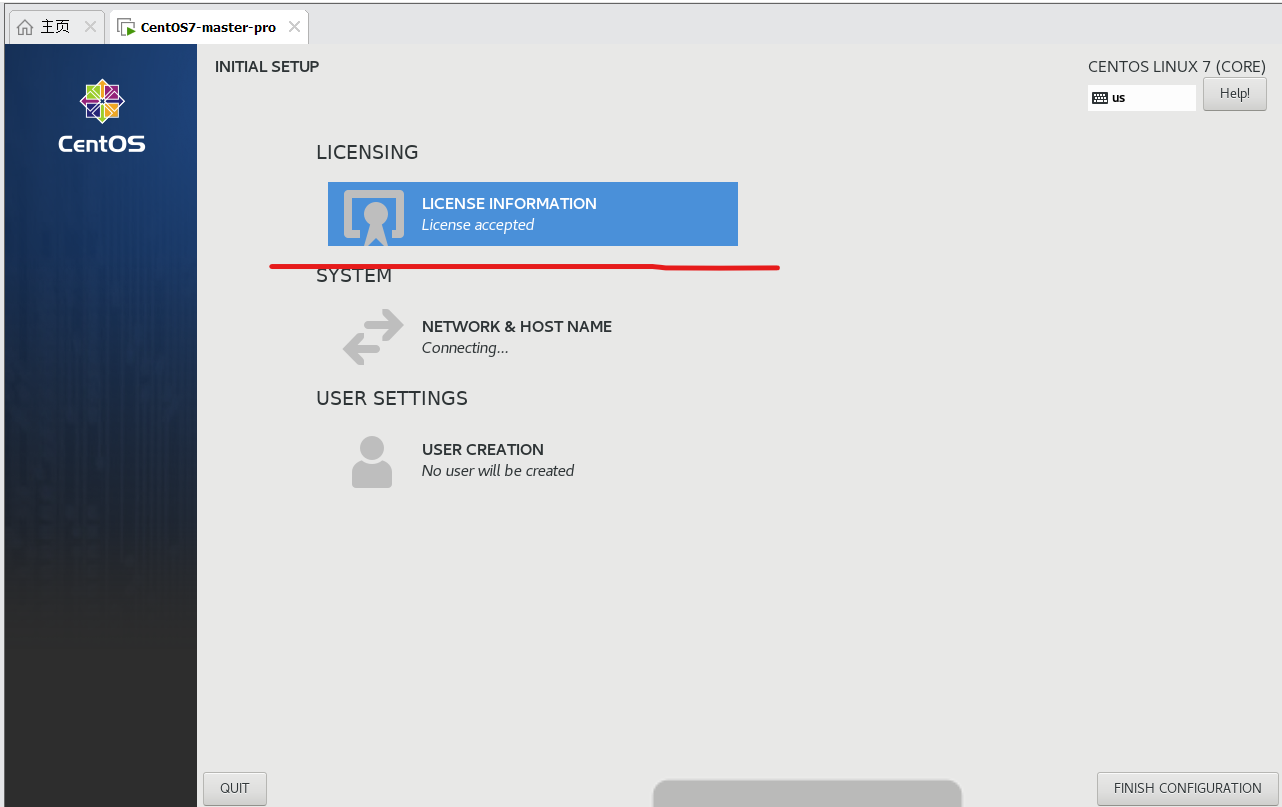 主页
CentOS7-master-pro
CentOS
INITIAL SETUP
CENTOS LINUX 7 (CORE)
us
Help!
LICENSING
LICENSE INFORMATION
License accepted
SYSTEM
NETWORK & HOST NAME
Connecting...
USER SETTINGS
USER CREATION
No user will be created
QUIT
FINISH CONFIGURATION